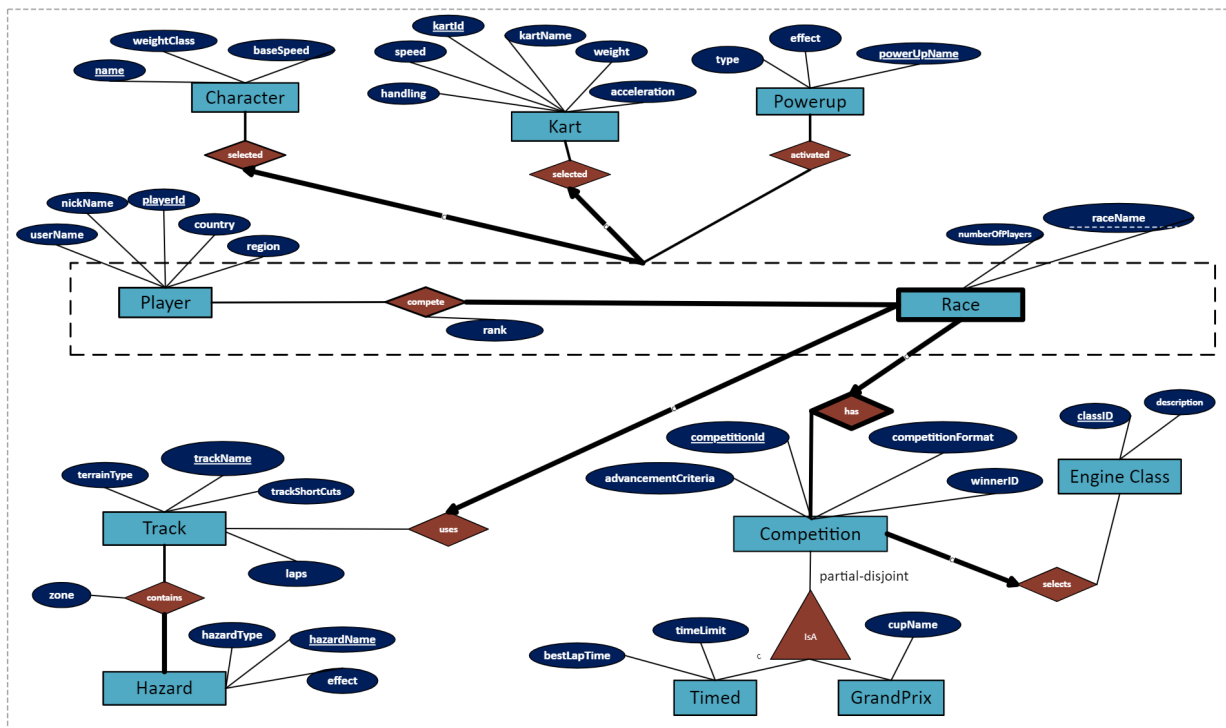 weightClass
baseSpeed
name
Character
selected
kartId
kartName
speed
weight
handling
acceleration
Kart
selected
effect
type
powerUpName
Powerup
activated
nickName
playerId
userName
country
region
Player
compete
rank
numberOfPlayers
raceName
Race
has
trackName
terrainType
trackShortCuts
Track
uses
laps
zone
contains
hazardType
hazardName
effect
Hazard
competitionId
competitionFormat
advancementCriteria
winnerID
Competition
classID
description
Engine Class
selects
partial-disjoint
IsA
timeLimit
bestLapTime
cupName
Timed
GrandPrix